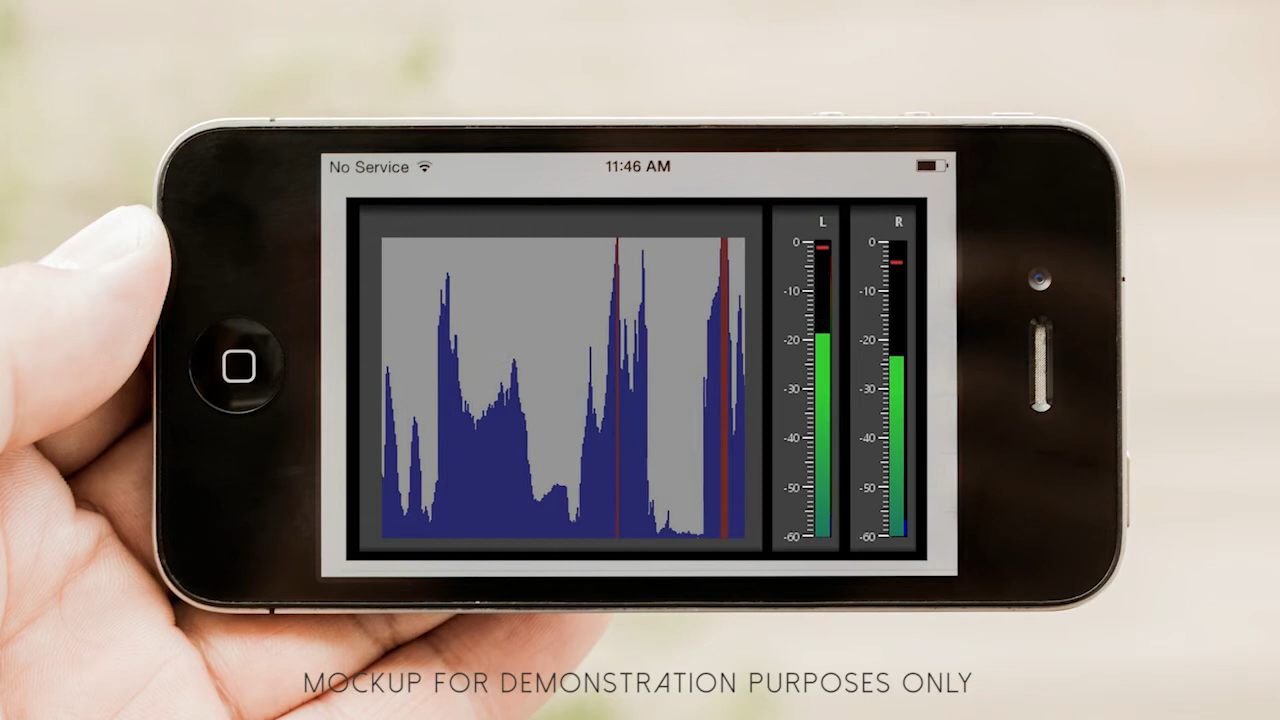 No Service 11:46 AM
L R
0 0
-10 -10
-20 -20
-30 -30
-40 -40
-50 -50
-60 -60
MOCKUP FOR DEMONSTRATION PURPOSES ONLY